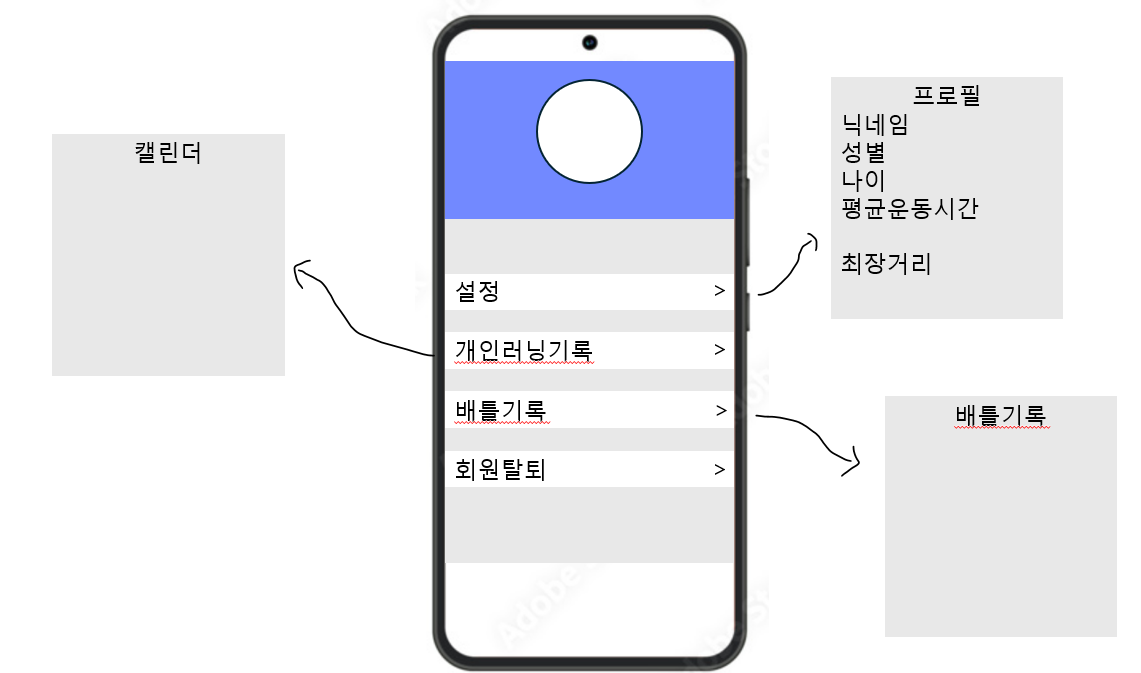 캘린더
설정 >
개인러닝기록 >
배틀기록 >
회원탈퇴 >
프로필
닉네임
성별
나이
평균운동시간
최장거리
배틀기록
Adobe